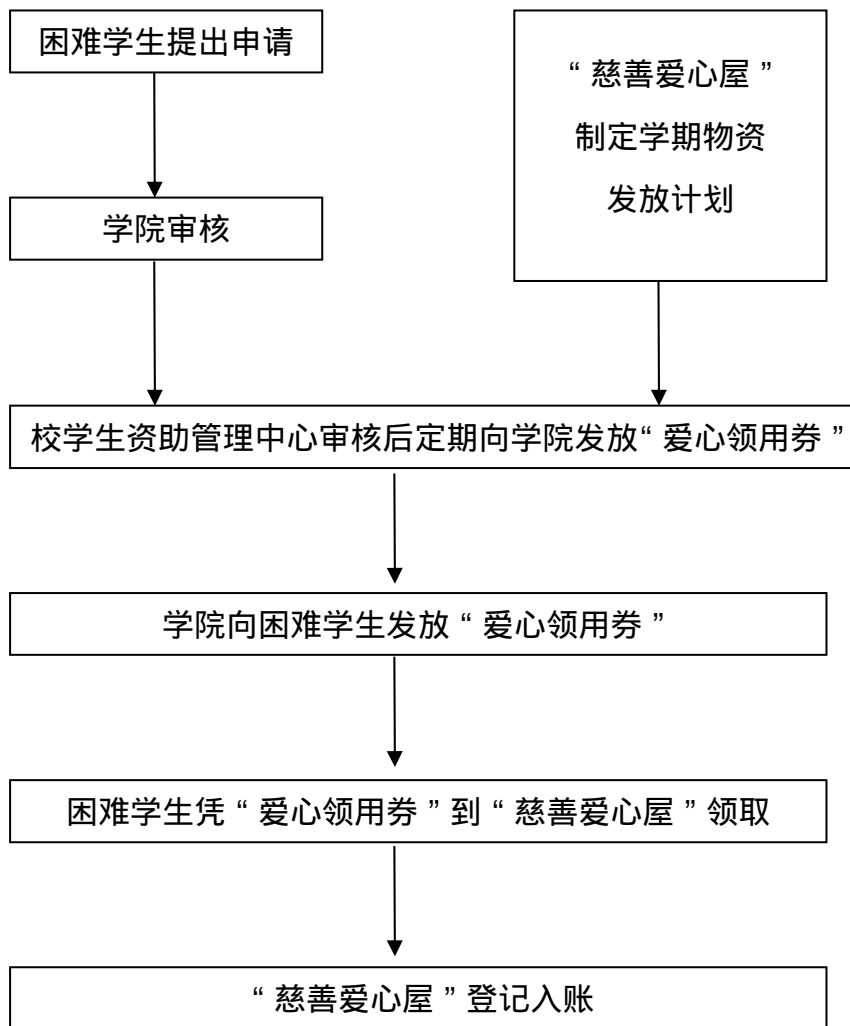 困难学生提出申请
“慈善爱心屋”
制定学期物资
发放计划
学院审核
校学生资助管理中心审核后定期向学院发放“爱心领用券”
学院向困难学生发放“爱心领用券”
困难学生凭“爱心领用券”到“慈善爱心屋”领取
“慈善爱心屋”登记入账